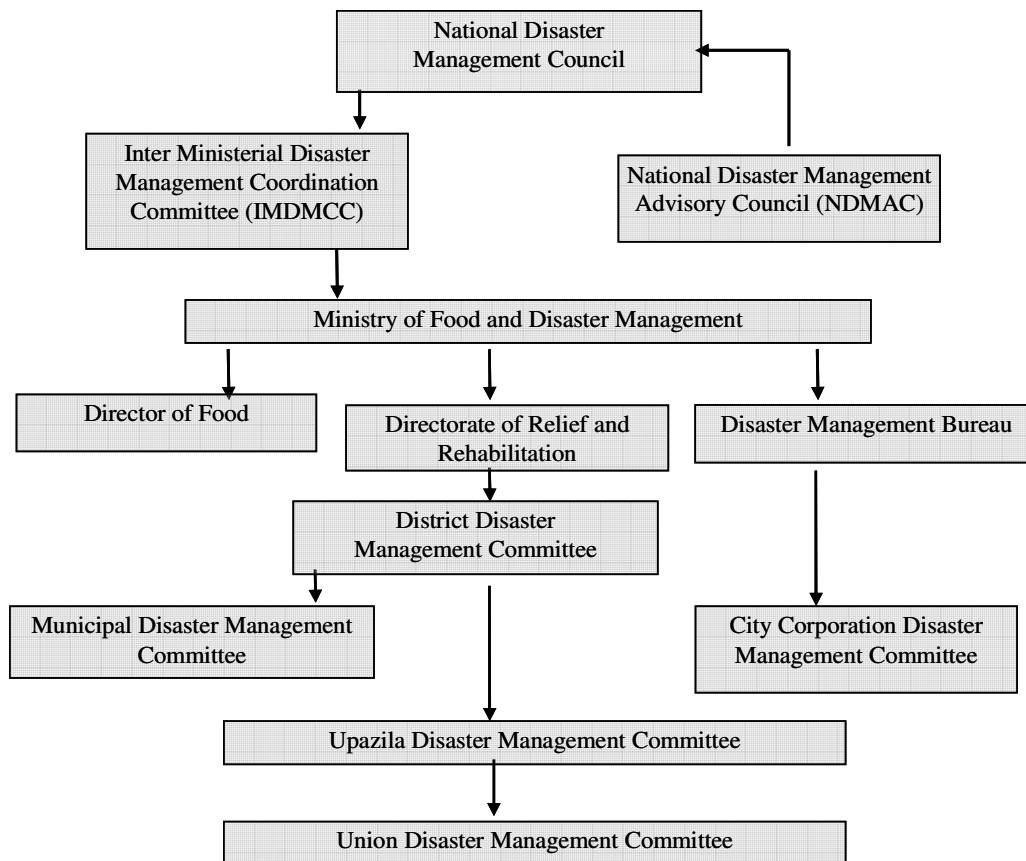 National Disaster
Management Council
Inter Ministerial Disaster
Management Coordination
Committee (IMDMCC)
National Disaster Management
Advisory Council (NDMAC)
Ministry of Food and Disaster Management
Director of Food
Directorate of Relief and
Rehabilitation
Disaster Management Bureau
District Disaster
Management Committee
Municipal Disaster Management
Committee
City Corporation Disaster
Management Committee
Upazila Disaster Management Committee
Union Disaster Management Committee